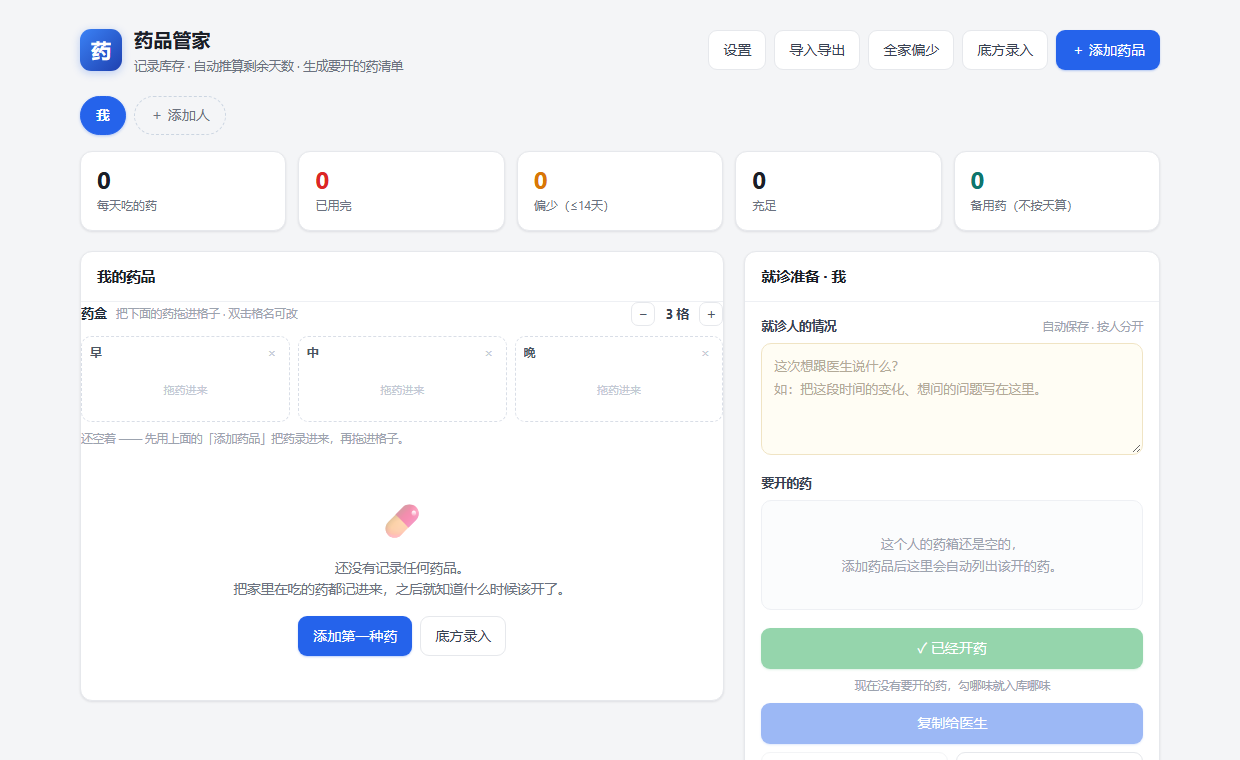 药
药品管家
记录库存 · 自动推算剩余天数 · 生成要开的药清单
设置
导入导出
全家偏少
底方录入
+ 添加药品
我
+ 添加人
0
每天吃的药
0
已用完
0
偏少（≤14天）
0
充足
0
备用药（不按天算）
我的药品
药盒 把下面的药拖进格子 · 双击格名可改
− 3 格 +
早 ×
拖药进来
中 ×
拖药进来
晚 ×
拖药进来
还空着 —— 先用上面的「添加药品」把药录进来，再拖进格子。
还没有记录任何药品。
把家里在吃的药都记进来，之后就知道什么时候该开了。
添加第一种药
底方录入
就诊准备 · 我
就诊人的情况
自动保存 · 按人分开
这次想跟医生说什么？
如：把这段时间的变化、想问的问题写在这里。
要开的药
这个人的药箱还是空的，
添加药品后这里会自动列出该开的药。
✓ 已经开药
现在没有要开的药，勾哪味就入库哪味
复制给医生